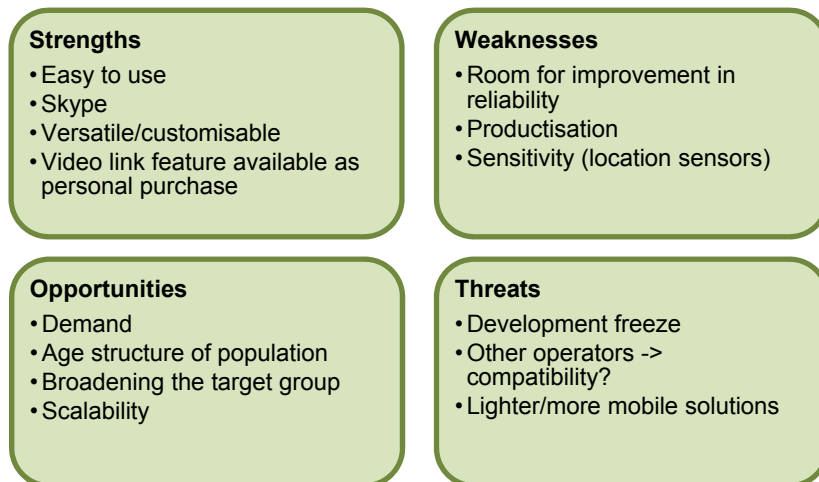 Strengths
• Easy to use
• Skype
• Versatile/customisable
• Video link feature available as
personal purchase
Weaknesses
• Room for improvement in
reliability
• Productisation
• Sensitivity (location sensors)
Opportunities
• Demand
• Age structure of population
• Broadening the target group
• Scalability
Threats
• Development freeze
• Other operators ->
compatibility?
• Lighter/more mobile solutions